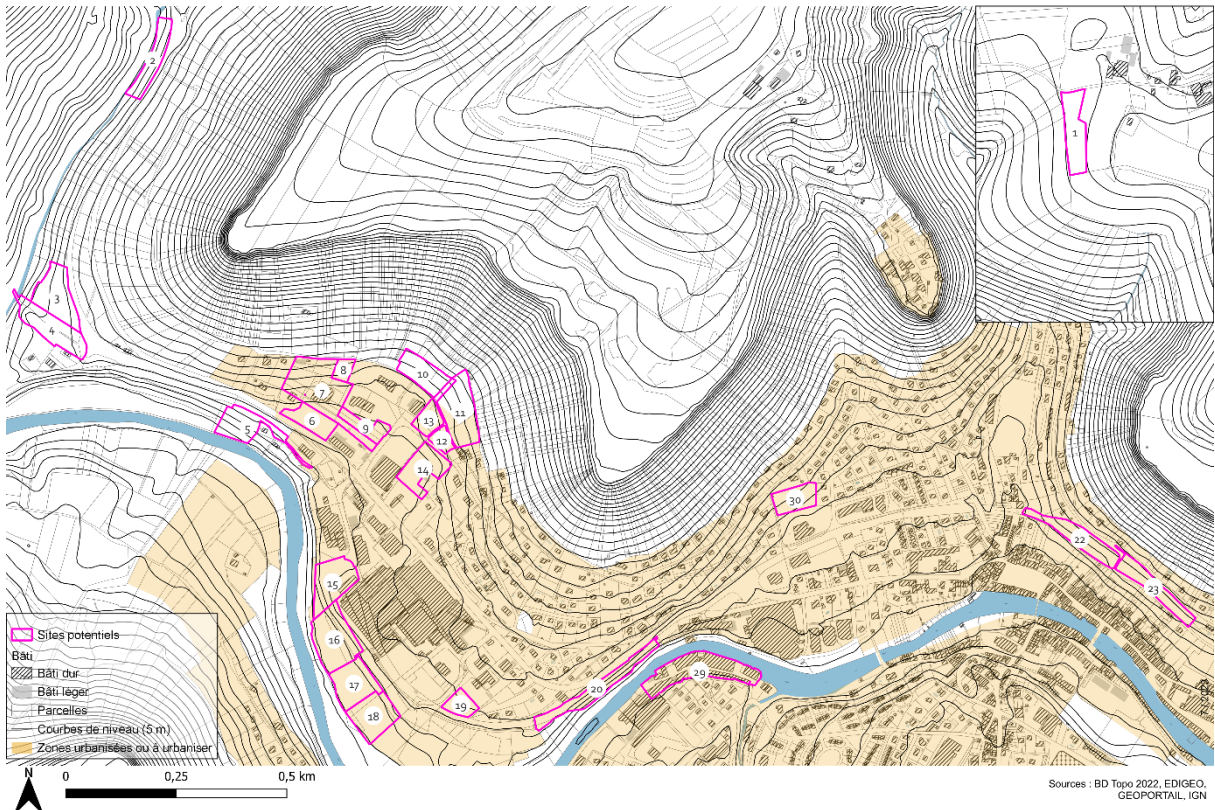 2
1
3
4
5
6
7
8
9
10
11
12
13
14
15
16
17
18
19
20
29
30
22
23
Sites potentiels
Bâti
Bâti dur
Bâti léger
Parcelles
Courbes de niveau (5 m)
Zones urbanisées ou à urbaniser
N
0 0,25 0,5 km
Sources : BD Topo 2022, EDIGEO,
GEOPORTAIL, IGN